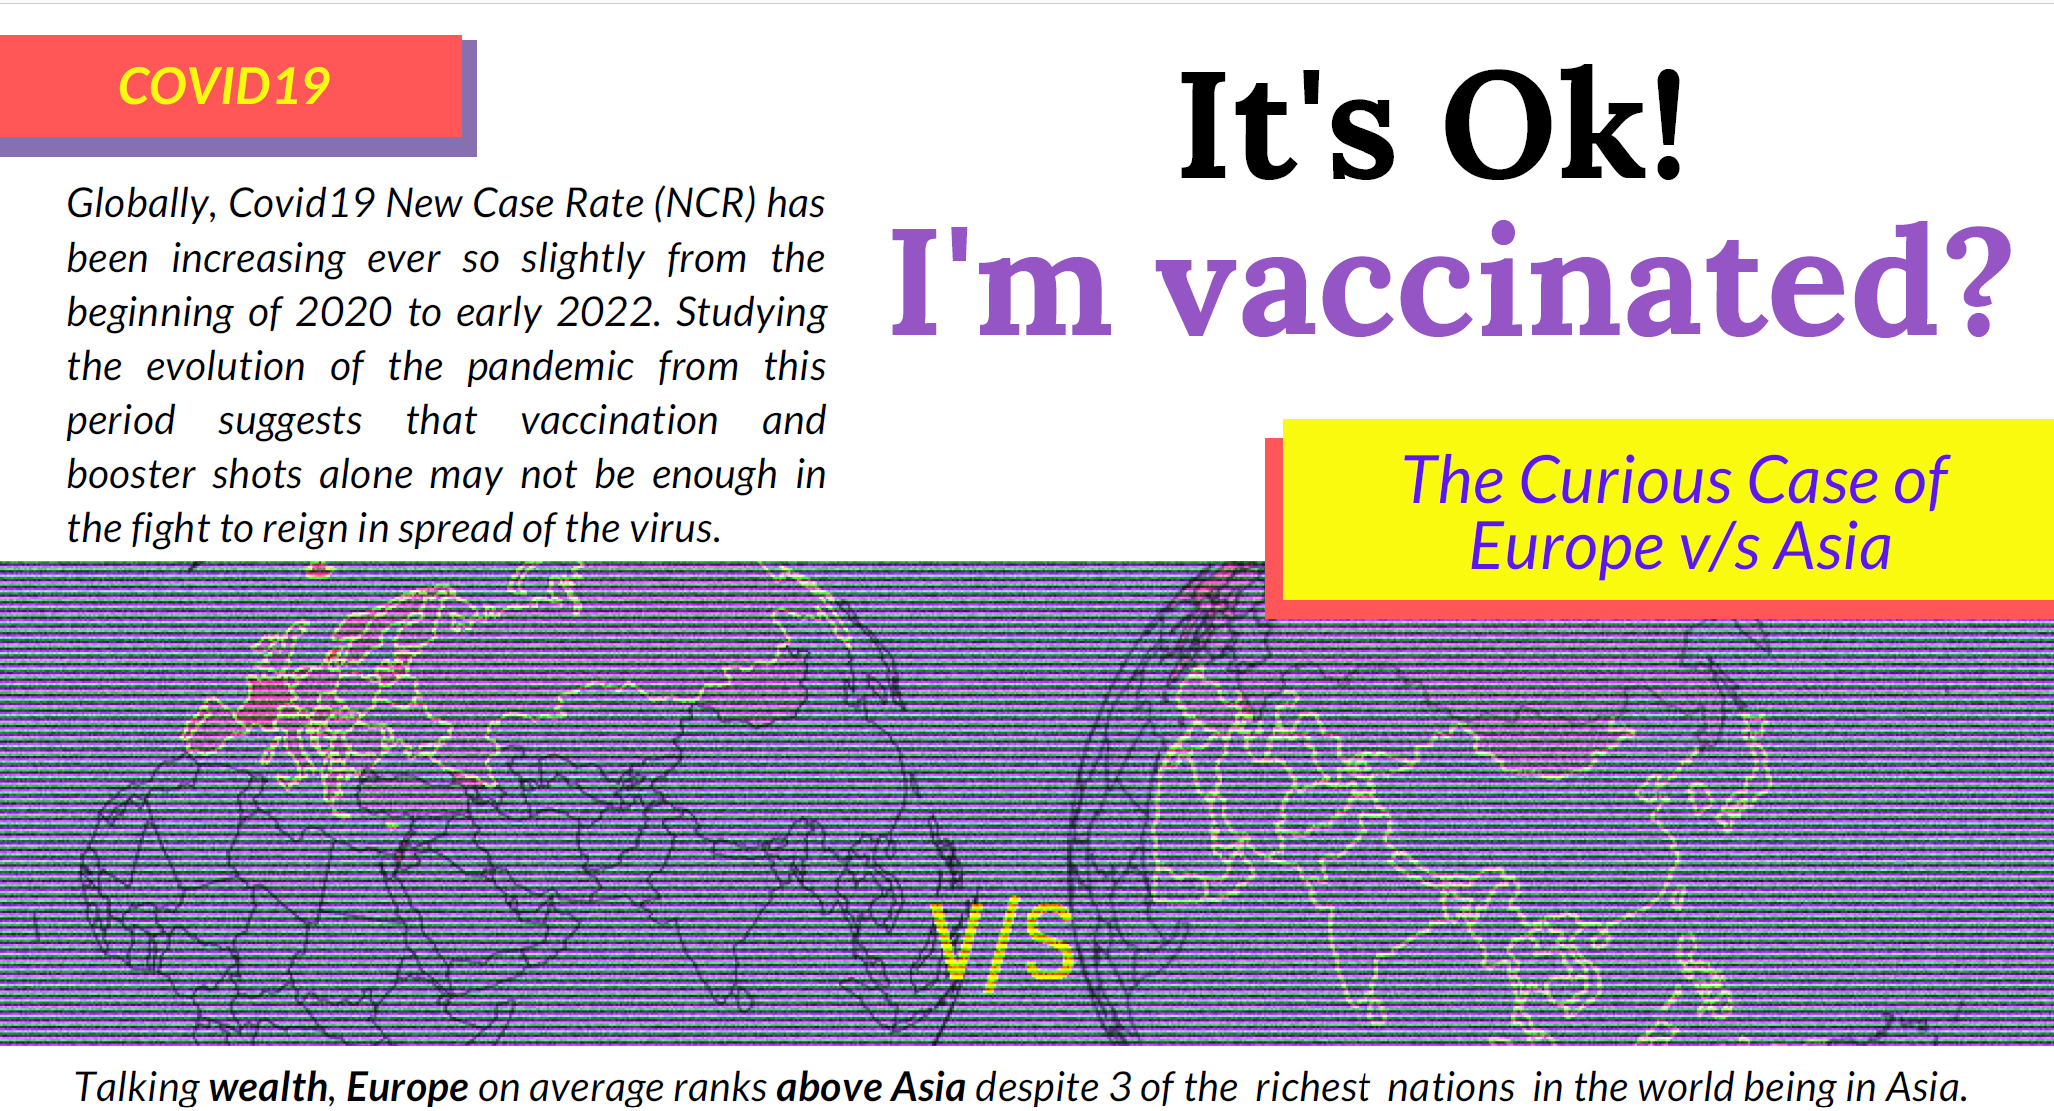 COVID19
It's Ok!
I'm vaccinated?
Globally, Covid19 New Case Rate (NCR) has
been increasing ever so slightly from the
beginning of 2020 to early 2022. Studying
the evolution of the pandemic from this
period suggests that vaccination and
booster shots alone may not be enough in
the fight to reign in spread of the virus.
The Curious Case of
Europe v/s Asia
v/s
Talking wealth, Europe on average ranks above Asia despite 3 of the richest nations in the world being in Asia.